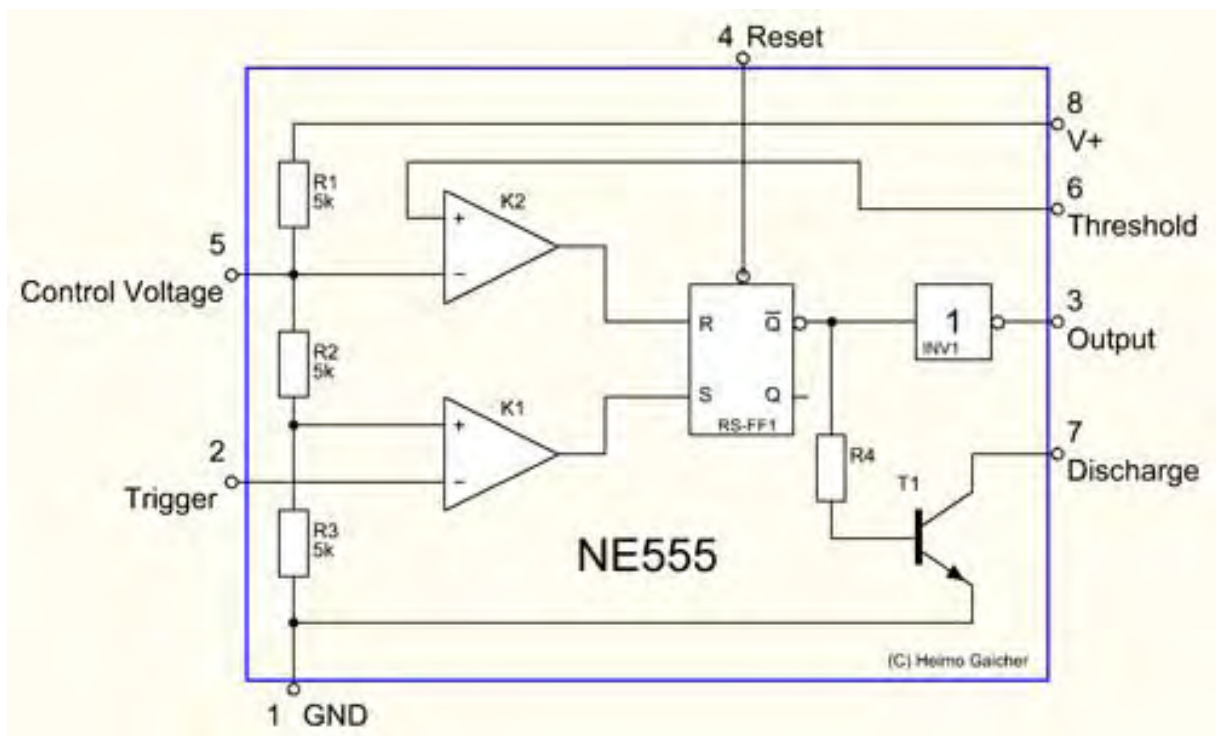 4 Reset
8
V+
R1
5k
K2
+
−
6
Threshold
5
Control Voltage
R
Q̅
1
INV1
3
Output
R2
5k
K1
+
−
S
Q
RS-FF1
2
Trigger
R4
7
Discharge
T1
R3
5k
NE555
(C) Heimo Gaicher
1 GND